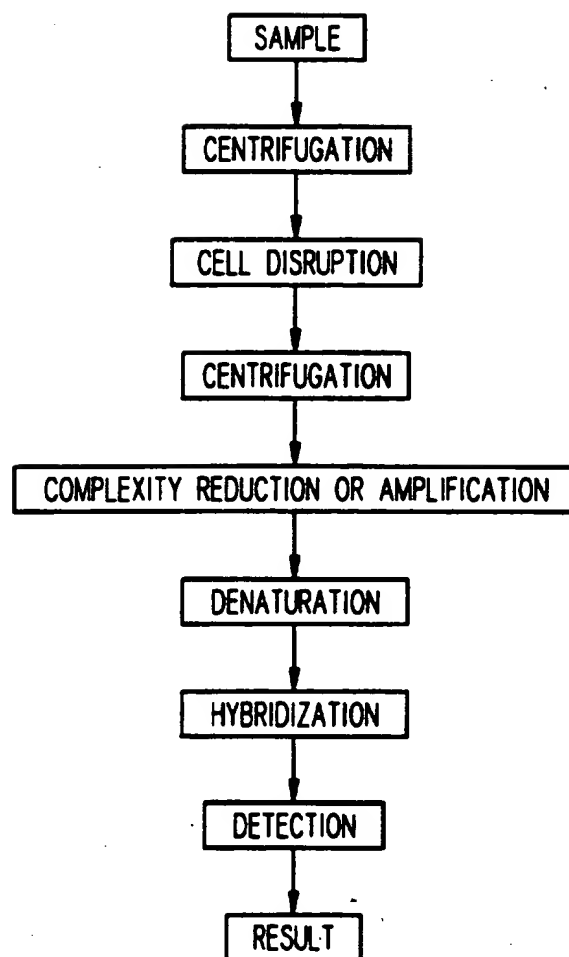 SAMPLE
CENTRIFUGATION
CELL DISRUPTION
CENTRIFUGATION
COMPLEXITY REDUCTION OR AMPLIFICATION
DENATURATION
HYBRIDIZATION
DETECTION
RESULT